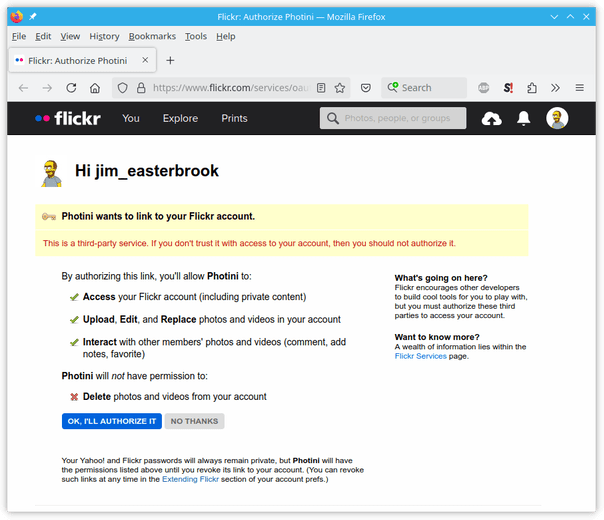 Flickr: Authorize Photini — Mozilla Firefox
File Edit View History Bookmarks Tools Help
Flickr: Authorize Photini
https://www.flickr.com/services/oau
Search
ABP
S!
flickr You Explore Prints
Photos, people, or groups
Hi jim_easterbrook
Photini wants to link to your Flickr account.
This is a third-party service. If you don't trust it with access to your account, then you should not authorize it.
By authorizing this link, you'll allow Photini to:
Access your Flickr account (including private content)
Upload, Edit, and Replace photos and videos in your account
Interact with other members' photos and videos (comment, add
notes, favorite)
Photini will not have permission to:
Delete photos and videos from your account
OK, I'LL AUTHORIZE IT NO THANKS
Your Yahoo! and Flickr passwords will always remain private, but Photini will have
the permissions listed above until you revoke its link to your account. (You can revoke
such links at any time in the Extending Flickr section of your account prefs.)
What's going on here?
Flickr encourages other developers
to build cool tools for you to play with,
but you must authorize these third
parties to access your account.
Want to know more?
A wealth of information lies within the
Flickr Services page.